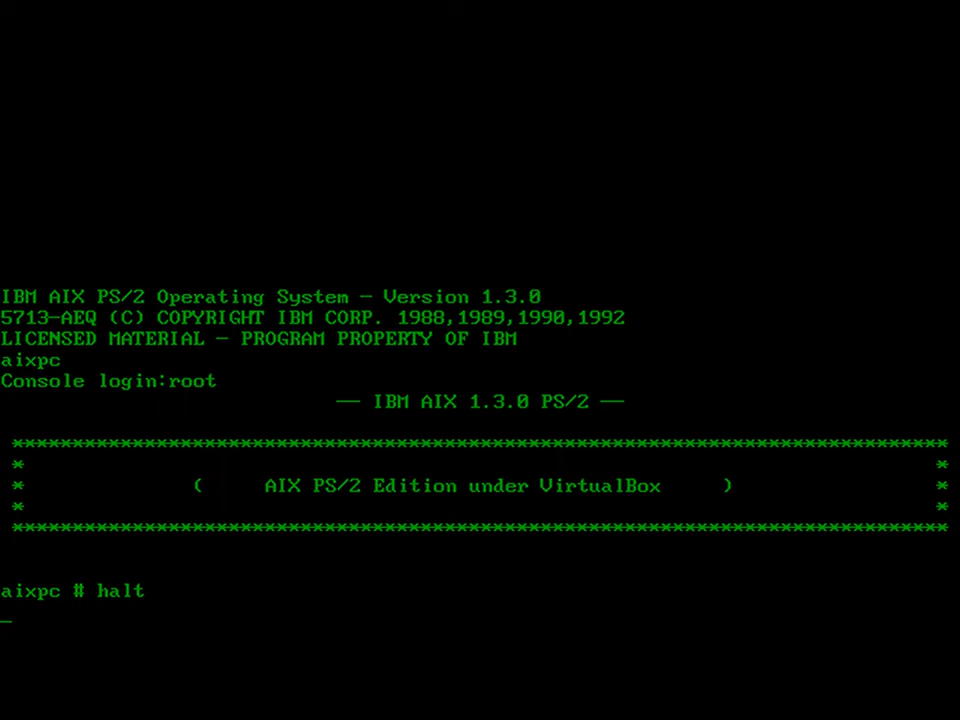 IBM AIX PS/2 Operating System - Version 1.3.0
5713-AEQ (C) COPYRIGHT IBM CORP. 1988,1989,1990,1992
LICENSED MATERIAL - PROGRAM PROPERTY OF IBM
aixpc
Console login:root
-- IBM AIX 1.3.0 PS/2 --
******************************************************************************
*                                                                            *
*              (     AIX PS/2 Edition under VirtualBox     )                 *
*                                                                            *
******************************************************************************
aixpc # halt
_